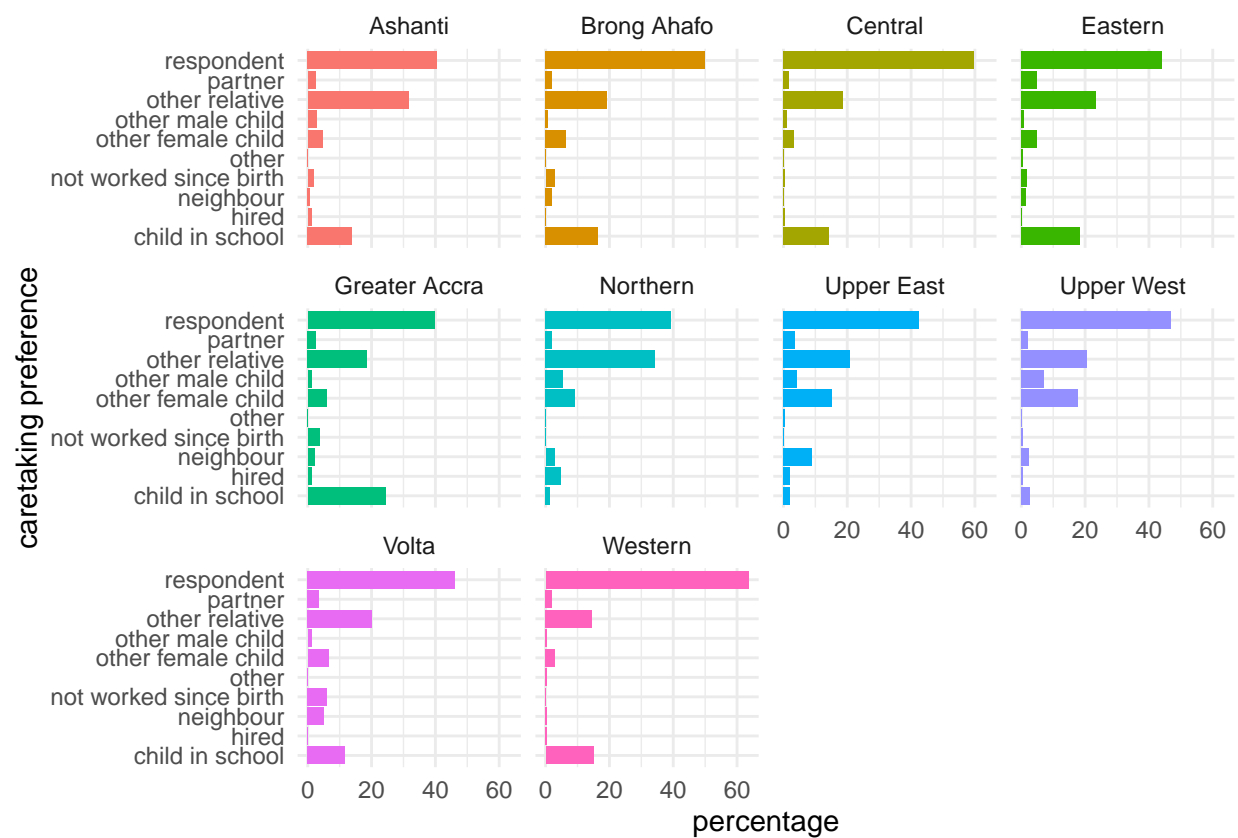 Ashanti Brong Ahafo Central Eastern
respondent
partner
other relative
other male child
other female child
other
not worked since birth
neighbour
hired
child in school
Greater Accra Northern Upper East Upper West
respondent
partner
other relative
other male child
other female child
other
not worked since birth
neighbour
hired
child in school
0 20 40 60 0 20 40 60
Volta Western
respondent
partner
other relative
other male child
other female child
other
not worked since birth
neighbour
hired
child in school
0 20 40 60 0 20 40 60
percentage
caretaking preference